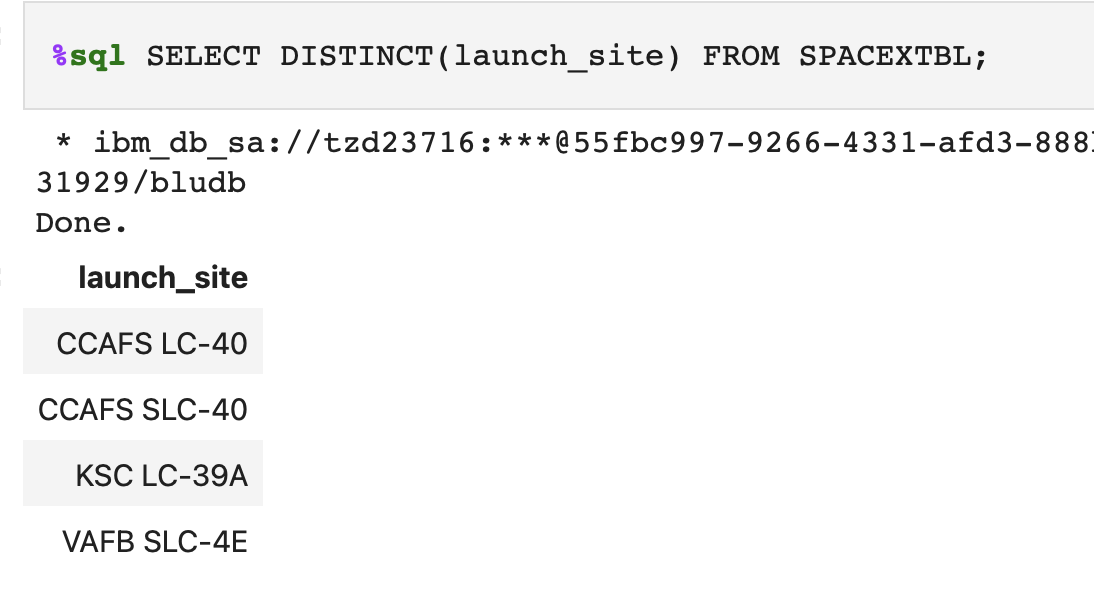 %sql SELECT DISTINCT(launch_site) FROM SPACEXTBL;
* ibm_db_sa://tzd23716:***@55fbc997-9266-4331-afd3-888
31929/bludb
Done.
launch_site
CCAFS LC-40
CCAFS SLC-40
KSC LC-39A
VAFB SLC-4E